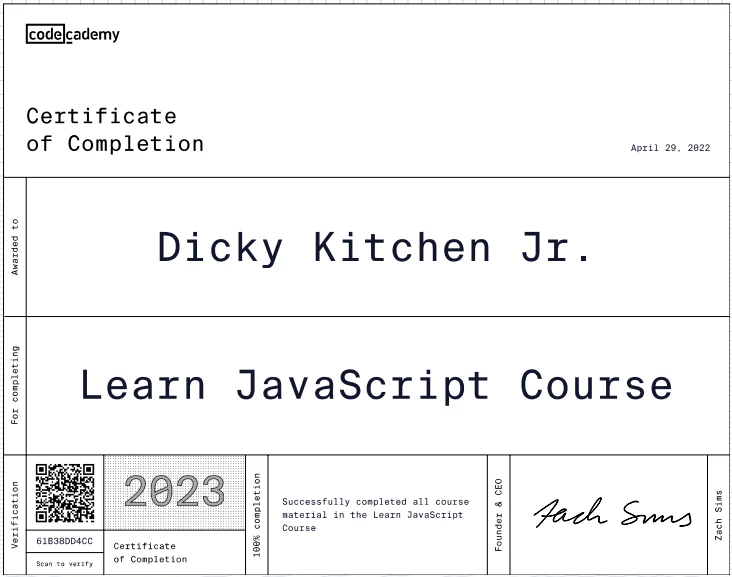 codecademy
Certificate
of Completion
April 29, 2022
Awarded to
Dicky Kitchen Jr.
For completing
Learn JavaScript Course
Verification
61B38DD4CC
Scan to verify
2023
Certificate
of Completion
100% completion
Successfully completed all course
material in the Learn JavaScript
Course
Founder & CEO
Zach Sims
Zach Sims